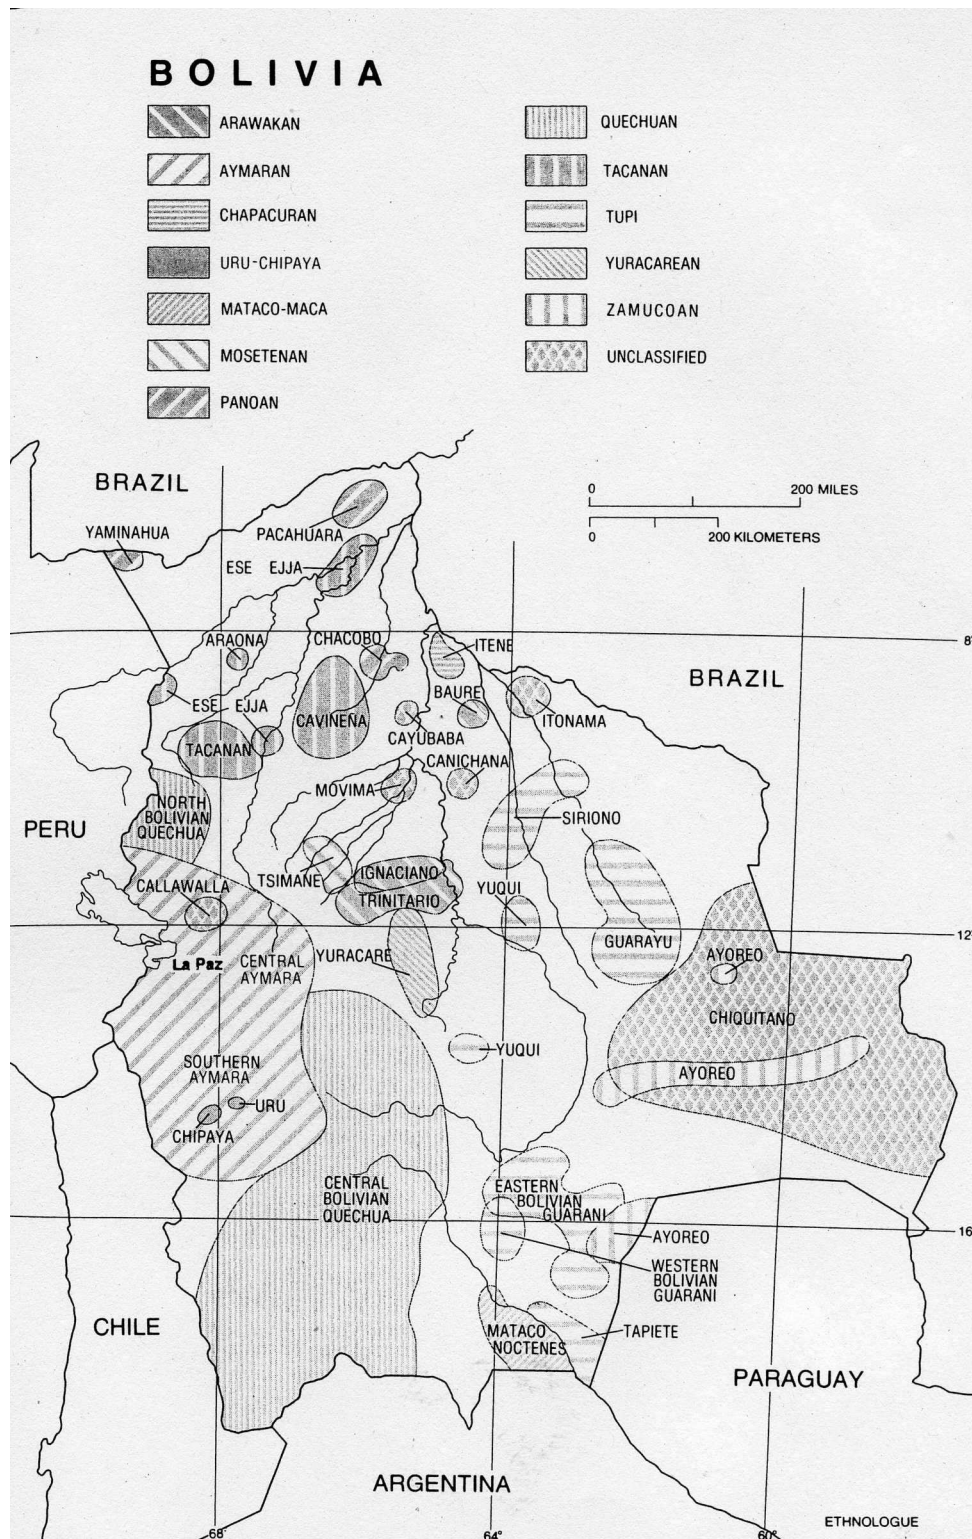 BOLIVIA
ARAWAKAN
AYMARAN
CHAPACURAN
URU-CHIPAYA
MATACO-MACA
MOSETENAN
PANOAN
QUECHUAN
TACANAN
TUPI
YURACAREAN
ZAMUCOAN
UNCLASSIFIED
BRAZIL
0 200 MILES
0 200 KILOMETERS
YAMINAHUA
PACAHUARA
ESE EJJA
ARAONA
CHACOBO
ITENE
8°
BRAZIL
ESE EJJA
BAURE
CAVINEÑA
ITONAMA
CAYUBABA
TACANAN
CANICHANA
MOVIMA
NORTH
BOLIVIAN
QUECHUA
PERU
SIRIONO
TSIMANE
IGNACIANO
TRINITARIO
CALLAWALLA
YUQUI
12°
GUARAYU
AYOREO
La Paz
CENTRAL
AYMARA
YURACARE
CHIQUITANO
YUQUI
SOUTHERN
AYMARA
AYOREO
URU
CHIPAYA
CENTRAL
BOLIVIAN
QUECHUA
EASTERN
BOLIVIAN
GUARANI
16°
AYOREO
WESTERN
BOLIVIAN
GUARANI
CHILE
MATACO
NOCTENES
TAPIETE
PARAGUAY
ARGENTINA
68°
64°
60°
ETHNOLOGUE